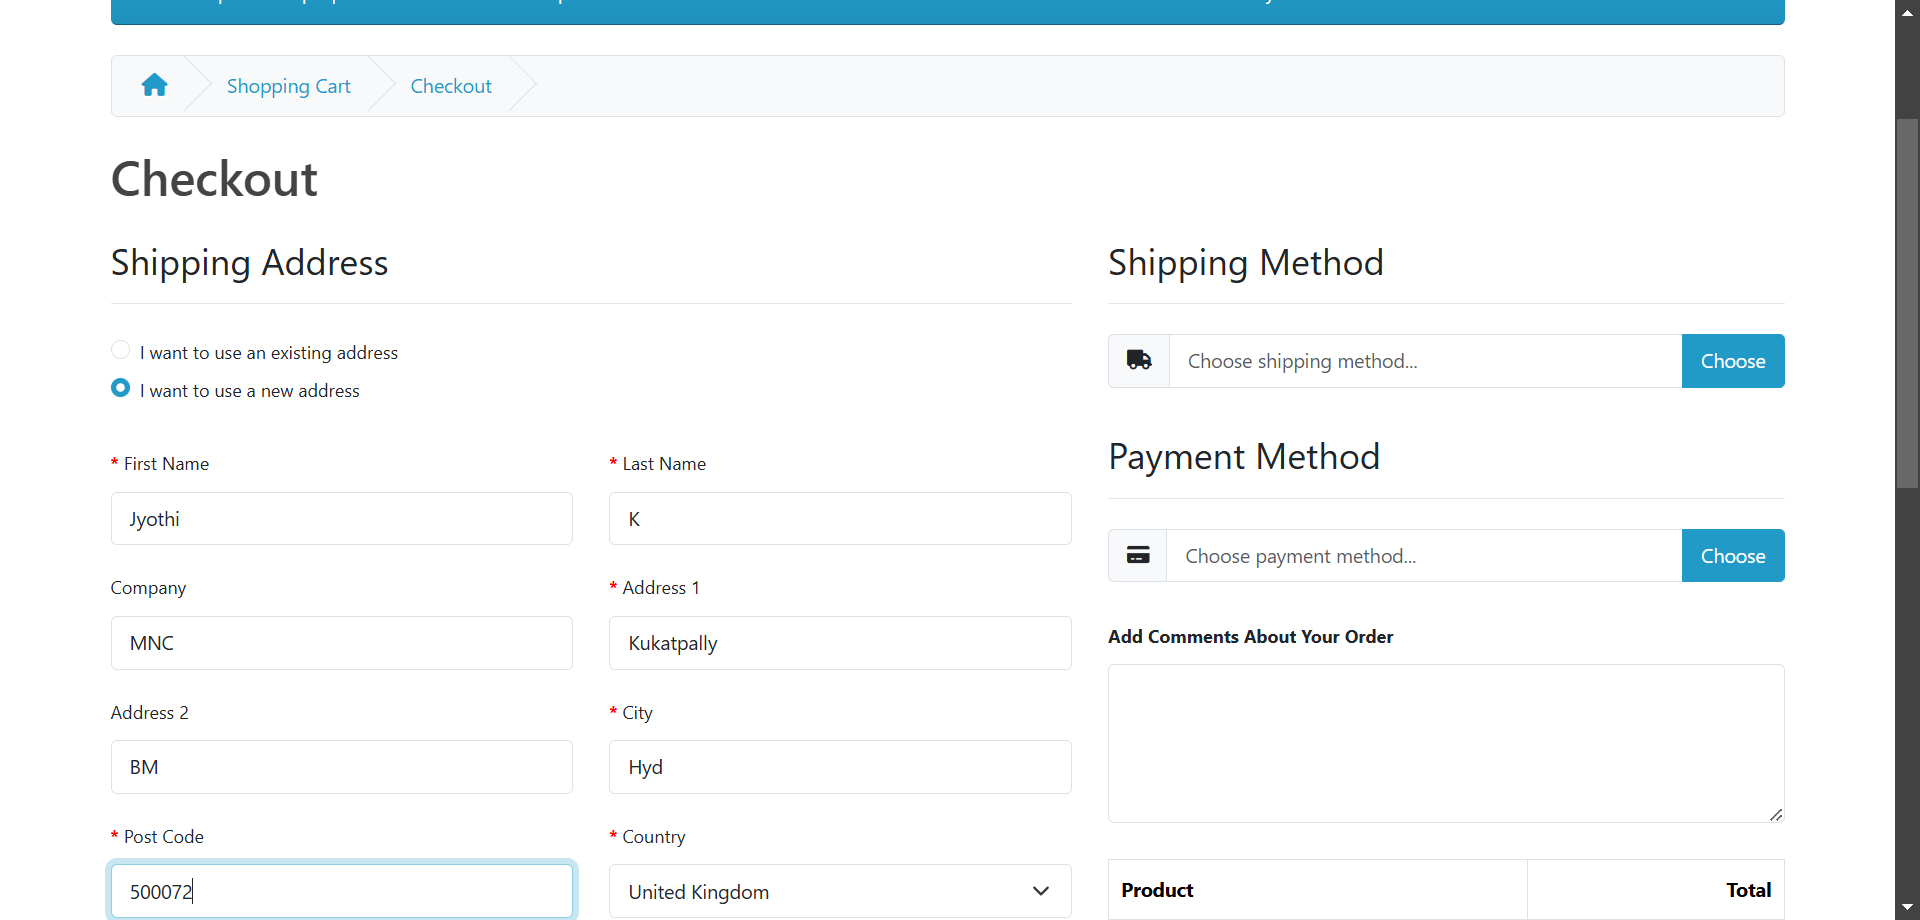 Shopping Cart
Checkout
Checkout
Shipping Address
I want to use an existing address
I want to use a new address
* First Name
* Last Name
Jyothi
K
Company
* Address 1
MNC
Kukatpally
Address 2
* City
BM
Hyd
* Post Code
* Country
500072
United Kingdom
Shipping Method
Choose shipping method...
Choose
Payment Method
Choose payment method...
Choose
Add Comments About Your Order
Product
Total